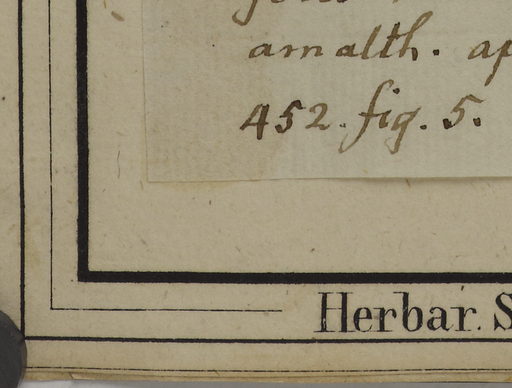 amalth. ap
452. fig. 5.
Herbar. S